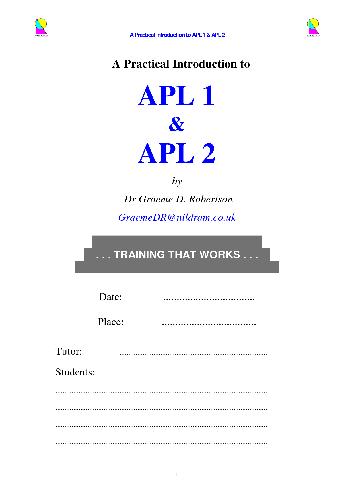 A Practical Introduction to APL 1 & APL 2
A Practical Introduction to
APL 1
&
APL 2
by
Dr Graeme D. Robertson
GraemeDR@nildram.co.uk
. . . TRAINING THAT WORKS . . .
Date: ..................................
Place: ...................................
Tutor: ......................................................................
Students:
....................................................................................................
....................................................................................................
....................................................................................................
....................................................................................................